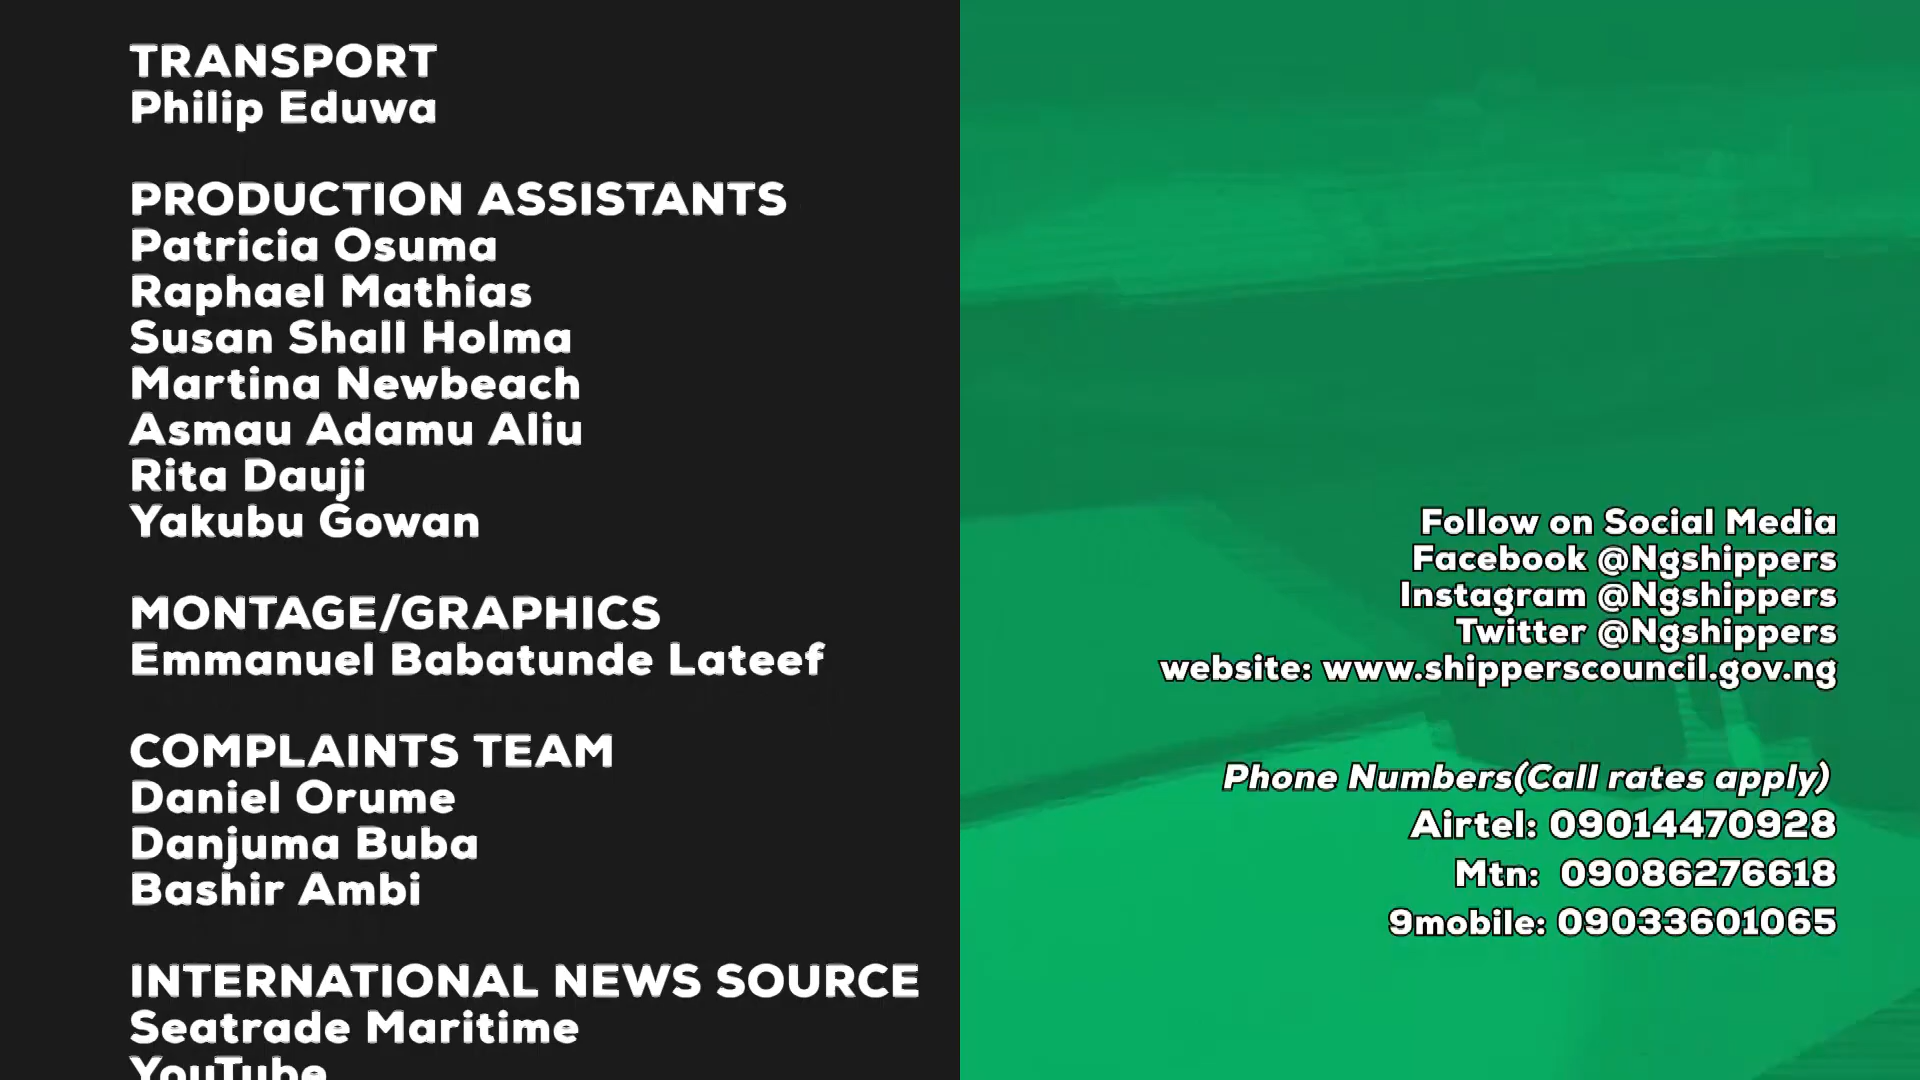 TRANSPORT
Philip Eduwa
PRODUCTION ASSISTANTS
Patricia Osuma
Raphael Mathias
Susan Shall Holma
Martina Newbeach
Asmau Adamu Aliu
Rita Dauji
Yakubu Gowan
MONTAGE/GRAPHICS
Emmanuel Babatunde Lateef
COMPLAINTS TEAM
Daniel Orume
Danjuma Buba
Bashir Ambi
INTERNATIONAL NEWS SOURCE
Seatrade Maritime
YouTube
Follow on Social Media
Facebook @Ngshippers
Instagram @Ngshippers
Twitter @Ngshippers
website: www.shipperscouncil.gov.ng
Phone Numbers(Call rates apply)
Airtel: 09014470928
Mtn: 09086276618
9mobile: 09033601065